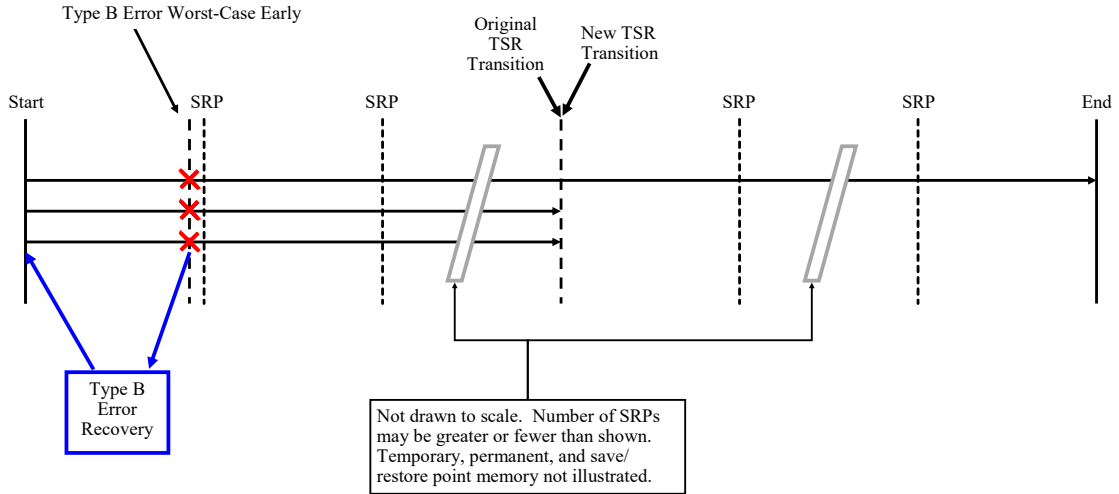 Type B Error Worst-Case Early
Original
TSR
Transition
New TSR
Transition
Start
SRP
SRP
SRP
SRP
End
Type B
Error
Recovery
Not drawn to scale.  Number of SRPs
may be greater or fewer than shown.
Temporary, permanent, and save/
restore point memory not illustrated.